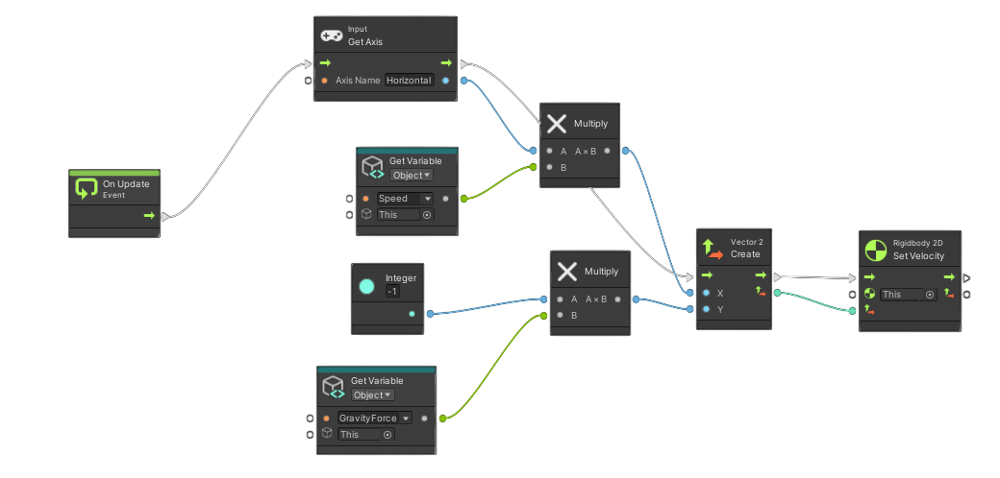 Input
Get Axis
Axis Name Horizontal
Multiply
A A × B
B
Get Variable
Object
Speed
This
On Update
Event
Vector 2
Create
X
Y
Rigidbody 2D
Set Velocity
This
Integer
-1
Multiply
A A × B
B
Get Variable
Object
GravityForce
This